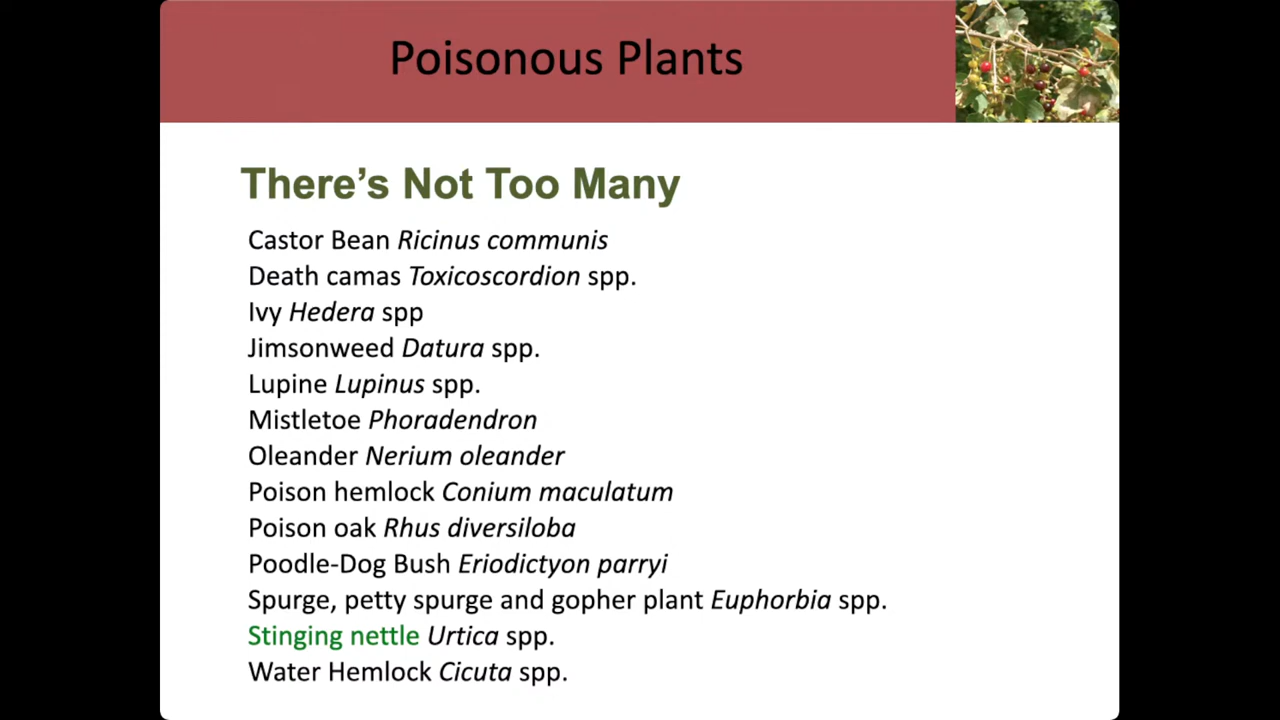 Poisonous Plants
There’s Not Too Many
Castor Bean Ricinus communis
Death camas Toxicoscordion spp.
Ivy Hedera spp
Jimsonweed Datura spp.
Lupine Lupinus spp.
Mistletoe Phoradendron
Oleander Nerium oleander
Poison hemlock Conium maculatum
Poison oak Rhus diversiloba
Poodle-Dog Bush Eriodictyon parryi
Spurge, petty spurge and gopher plant Euphorbia spp.
Stinging nettle Urtica spp.
Water Hemlock Cicuta spp.